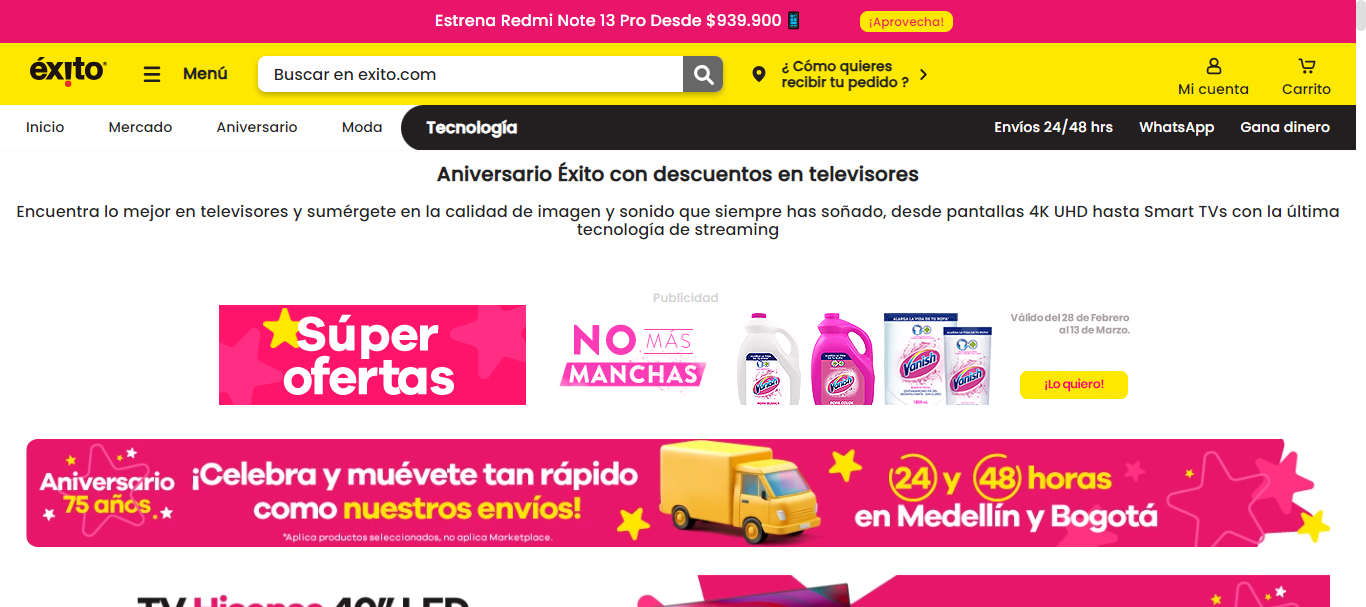 Estrena Redmi Note 13 Pro Desde $939.900
¡Aprovecha!
éxito
Menú
Buscar en exito.com
¿ Cómo quieres
recibir tu pedido ?
Mi cuenta
Carrito
Inicio
Mercado
Aniversario
Moda
Tecnología
Envíos 24/48 hrs
WhatsApp
Gana dinero
Aniversario Éxito con descuentos en televisores
Encuentra lo mejor en televisores y sumérgete en la calidad de imagen y sonido que siempre has soñado, desde pantallas 4K UHD hasta Smart TVs con la última
tecnología de streaming
Publicidad
Súper
ofertas
NO MÁS
MANCHAS
Vanish
Vanish
Vanish
Vanish
Válido del 28 de Febrero
al 13 de Marzo.
¡Lo quiero!
Aniversario
75 años.
¡Celebra y muévete tan rápido
como nuestros envíos!
*Aplica productos seleccionados, no aplica Marketplace.
24 y 48 horas
en Medellín y Bogotá
TV Hisense 40" LED